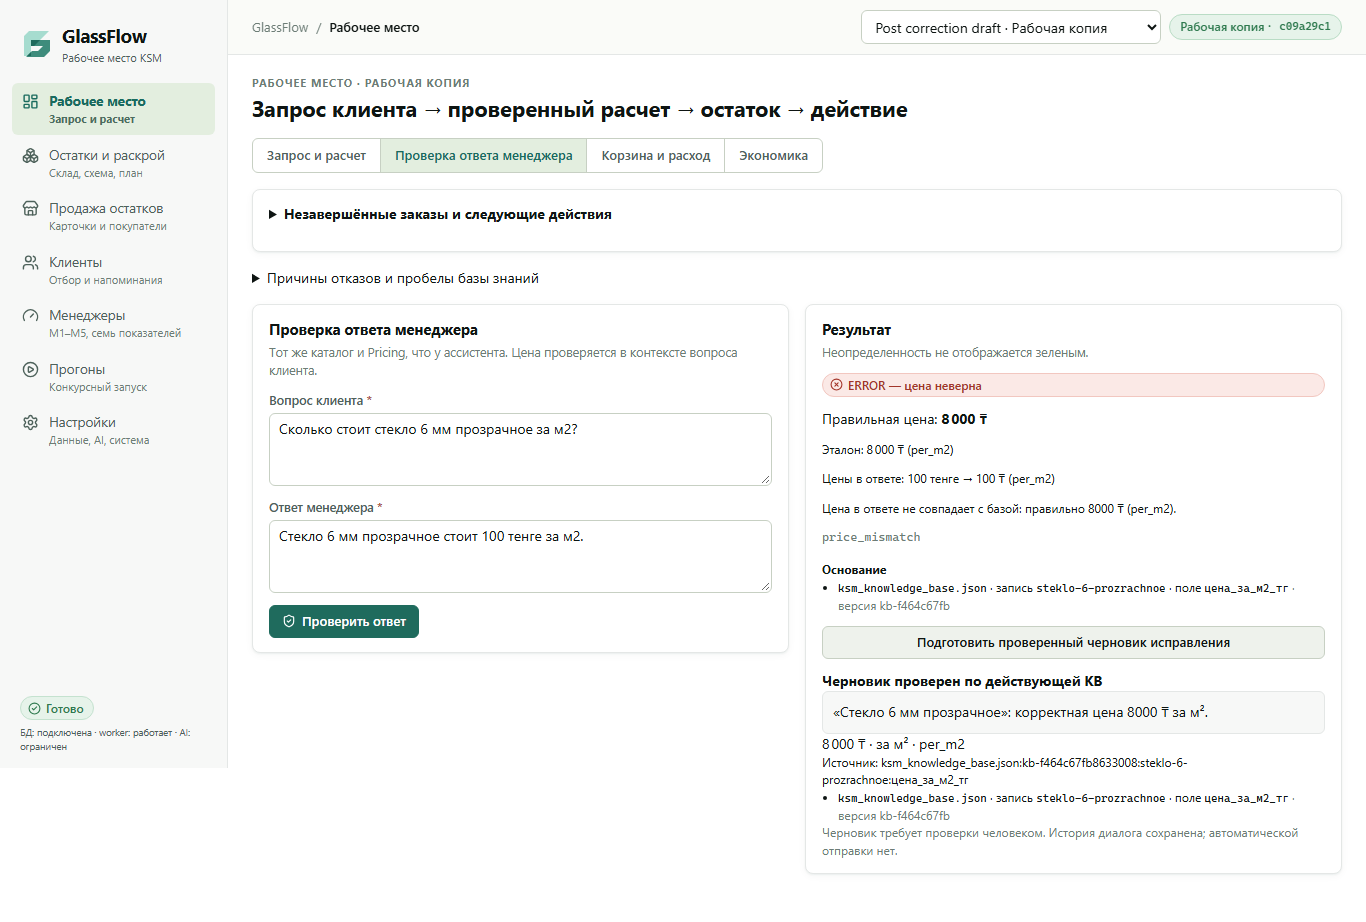 GlassFlow
Рабочее место KSM
Рабочее место
Запрос и расчет
Остатки и раскрой
Склад, схема, план
Продажа остатков
Карточки и покупатели
Клиенты
Отбор и напоминания
Менеджеры
M1–M5, семь показателей
Прогоны
Конкурсный запуск
Настройки
Данные, AI, система
Готово
БД: подключена · worker: работает · AI:
ограничен
GlassFlow / Рабочее место
Post correction draft · Рабочая копия
Рабочая копия · c09a29c1
РАБОЧЕЕ МЕСТО · РАБОЧАЯ КОПИЯ
Запрос клиента → проверенный расчет → остаток → действие
Запрос и расчет
Проверка ответа менеджера
Корзина и расход
Экономика
Незавершённые заказы и следующие действия
Причины отказов и пробелы базы знаний
Проверка ответа менеджера
Тот же каталог и Pricing, что у ассистента. Цена проверяется в контексте вопроса
клиента.
Вопрос клиента *
Сколько стоит стекло 6 мм прозрачное за м2?
Ответ менеджера *
Стекло 6 мм прозрачное стоит 100 тенге за м2.
Проверить ответ
Результат
Неопределенность не отображается зеленым.
ERROR — цена неверна
Правильная цена: 8 000 ₸
Эталон: 8 000 ₸ (per_m2)
Цены в ответе: 100 тенге → 100 ₸ (per_m2)
Цена в ответе не совпадает с базой: правильно 8000 ₸ (per_m2).
price_mismatch
Основание
• ksm_knowledge_base.json · запись steklo-6-prozrachnoe · поле цена_за_м2_тг ·
версия kb-f464c67fb
Подготовить проверенный черновик исправления
Черновик проверен по действующей КВ
«Стекло 6 мм прозрачное»: корректная цена 8000 ₸ за м².
8 000 ₸ · за м² · per_m2
Источник: ksm_knowledge_base.json:kb-f464c67fb8633008:steklo-6-
prozrachnoe:цена_за_м2_тг
• ksm_knowledge_base.json · запись steklo-6-prozrachnoe · поле цена_за_м2_тг ·
версия kb-f464c67fb
Черновик требует проверки человеком. История диалога сохранена; автоматической
отправки нет.